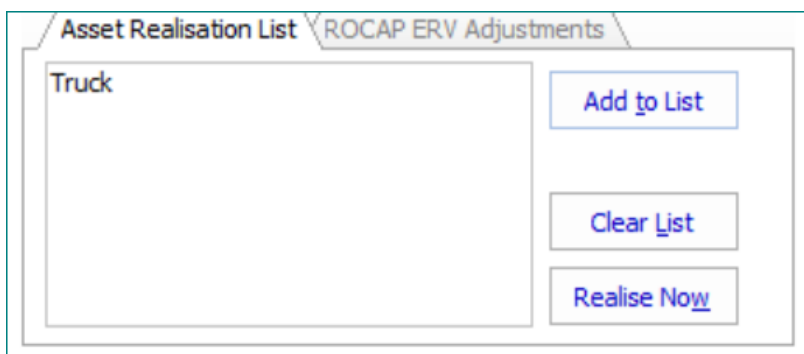 Asset Realisation List
ROCAP ERV Adjustments
Truck
Add to List
Clear List
Realise Now